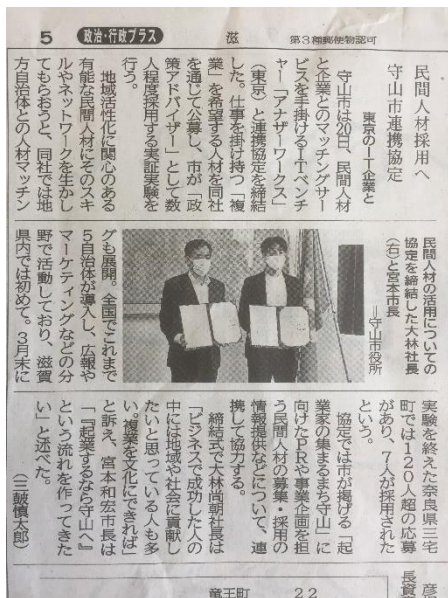 5
政治・行政プラス
滋
第3種郵便物認可
民間人材採用へ
守山市連携協定
東京のIT企業と
守山市は20日、民間人材
と企業とのマッチングサー
ビスを手掛けるITベンチ
ャー「アナザーワークス」
(東京)と連携協定を締結
した。仕事を掛け持つ「複
業」を希望する人材を同社
を通じて公募し、市が「政
策アドバイザー」として数
人程度採用する実証実験を
行う。
地域活性化に関心のある
有能な民間人材にそのスキ
ルやネットワークを生かし
てもらおうと、同社では地
方自治体との人材マッチン
民間人材の活用についての
協定を締結した大林社長
(右)と宮本市長
=守山市役所
グも展開。全国でこれまで
5自治体が導入し、広報や
マーケティングなどの分
野で活動しており、滋賀
県内では初めて。3月末に
実験を終えた奈良県三宅
町では120人超の応募
があり、7人が採用された
という。
協定では市が掲げる「起
業家の集まるまち守山」に
向けたPRや事業企画を担
う民間人材の募集・採用の
情報提供などについて、連
携して協力する。
締結式で大林尚朝社長は
「ビジネスで成功した人の
中には地域や社会に貢献し
たいと思っている人も多
い。複業を文化にできれば」
と訴え、宮本和宏市長は
「『起業するなら守山へ』
という流れを作ってきた
い」と述べた。
(三皷慎太郎)
竜王町
22
長資